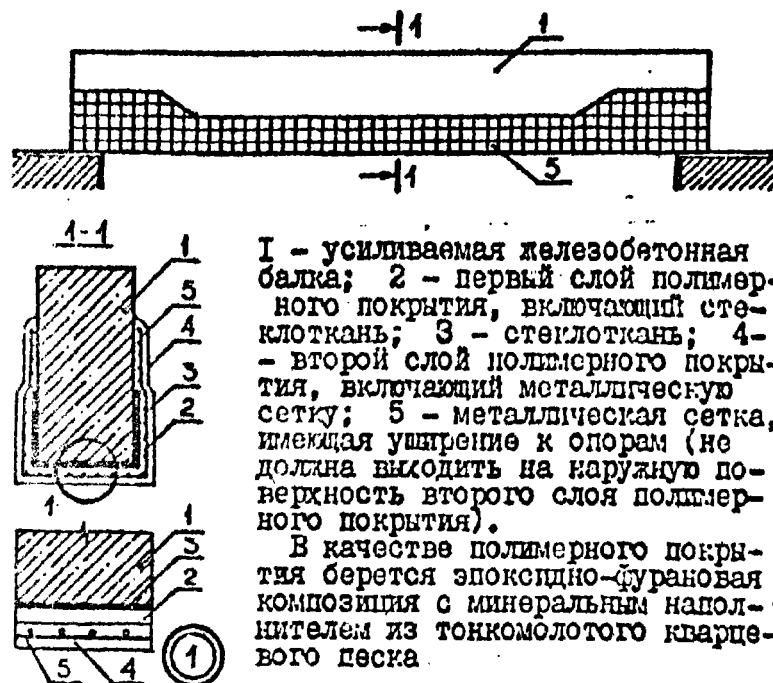 1
1
5
1
1-1
1
5
4
3
2
1
I - усиливаемая железобетонная
балка; 2 - первый слой полимер-
ного покрытия, включающий сте-
клоткань; 3 - стеклоткань; 4-
- второй слой полимерного покры-
тия, включающий металлическую
сетку; 5 - металлическая сетка,
имеющая уширение к опорам (не
должна выходить на наружную по-
верхность второго слоя полимер-
ного покрытия).
В качестве полимерного покры-
тия берется эпоксидно-фурановая
композиция с минеральным напол-
нителем из тонкомолотого кварце-
вого песка
1
1
3
2
5
4
1